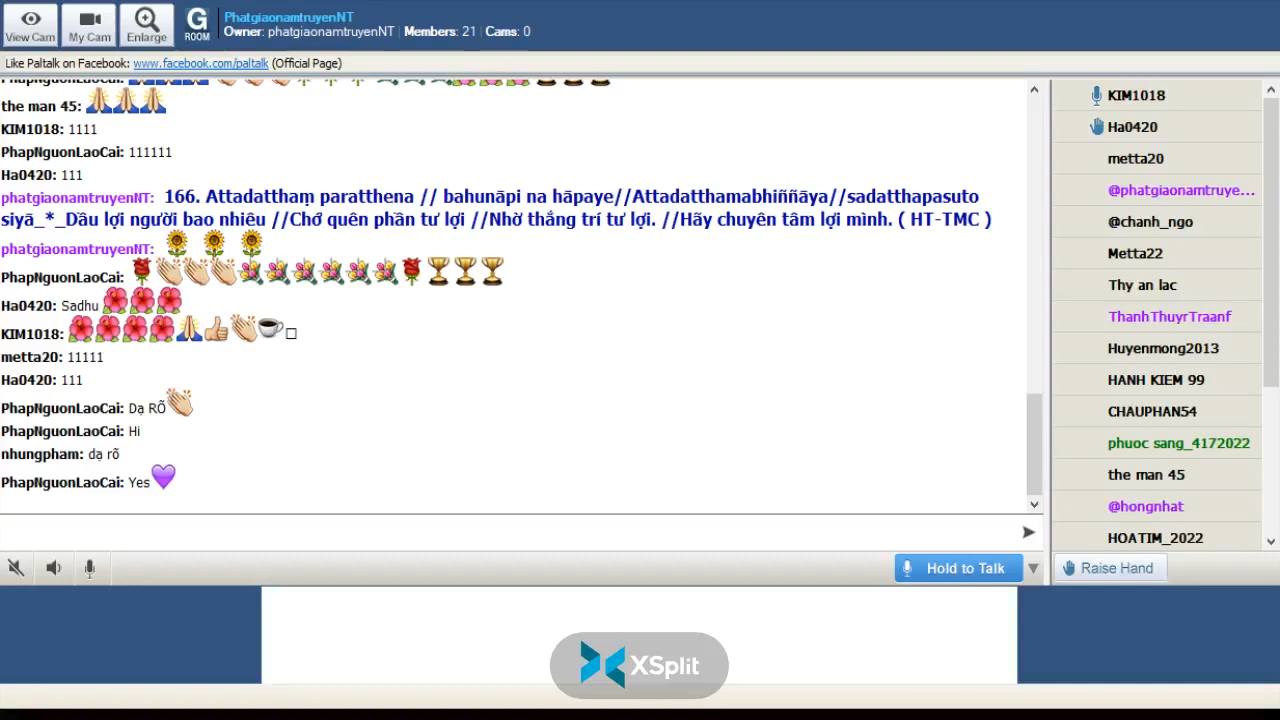 PhatgiaonamtruyenNT
Owner: phatgiaonamtruyenNT | Members: 21 | Cams: 0
View Cam
My Cam
Enlarge
G ROOM
Like Paltalk on Facebook: www.facebook.com/paltalk (Official Page)
PhapNguonLaoCai:
the man 45:
KIM1018: 1111
PhapNguonLaoCai: 111111
Ha0420: 111
phatgiaonamtruyenNT: 166. Attadatthaṃ paratthena // bahunāpi na hāpaye//Attadatthamabhiññāya//sadatthapasuto
siyā_*_Dầu lợi người bao nhiêu //Chớ quên phần tư lợi //Nhờ thắng trí tư lợi. //Hãy chuyên tâm lợi mình. ( HT-TMC )
phatgiaonamtruyenNT:
PhapNguonLaoCai:
Ha0420: Sadhu
KIM1018:
metta20: 11111
Ha0420: 111
PhapNguonLaoCai: Dạ RÕ
PhapNguonLaoCai: Hi
nhungpham: dạ rõ
PhapNguonLaoCai: Yes
KIM1018
Ha0420
metta20
@phatgiaonamtruye...
@chanh_ngo
Metta22
Thy an lac
ThanhThuyrTraanf
Huyenmong2013
HANH KIEM 99
CHAUPHAN54
phuoc sang_4172022
the man 45
@hongnhat
HOATIM_2022
Hold to Talk
Raise Hand
XSplit